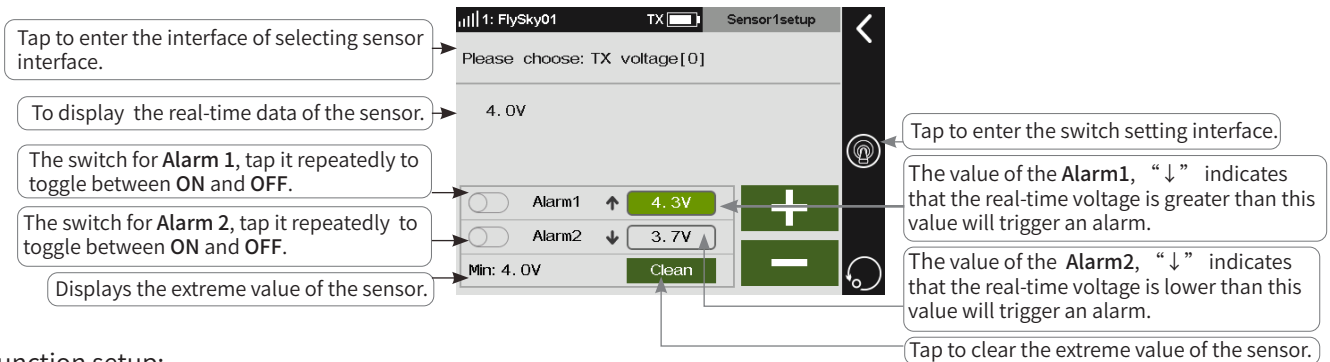 1: FlySky01 TX Sensor1setup
Please choose: TX voltage[0]
4.0V
Alarm1 ↑ 4.3V
Alarm2 ↓ 3.7V
Min: 4.0V Clean
+
−
Tap to enter the interface of selecting sensor
interface.
To display the real-time data of the sensor.
The switch for Alarm 1, tap it repeatedly to
toggle between ON and OFF.
The switch for Alarm 2, tap it repeatedly to
toggle between ON and OFF.
Displays the extreme value of the sensor.
Tap to enter the switch setting interface.
The value of the Alarm1, “↓” indicates
that the real-time voltage is greater than this
value will trigger an alarm.
The value of the Alarm2, “↓” indicates
that the real-time voltage is lower than this
value will trigger an alarm.
Tap to clear the extreme value of the sensor.